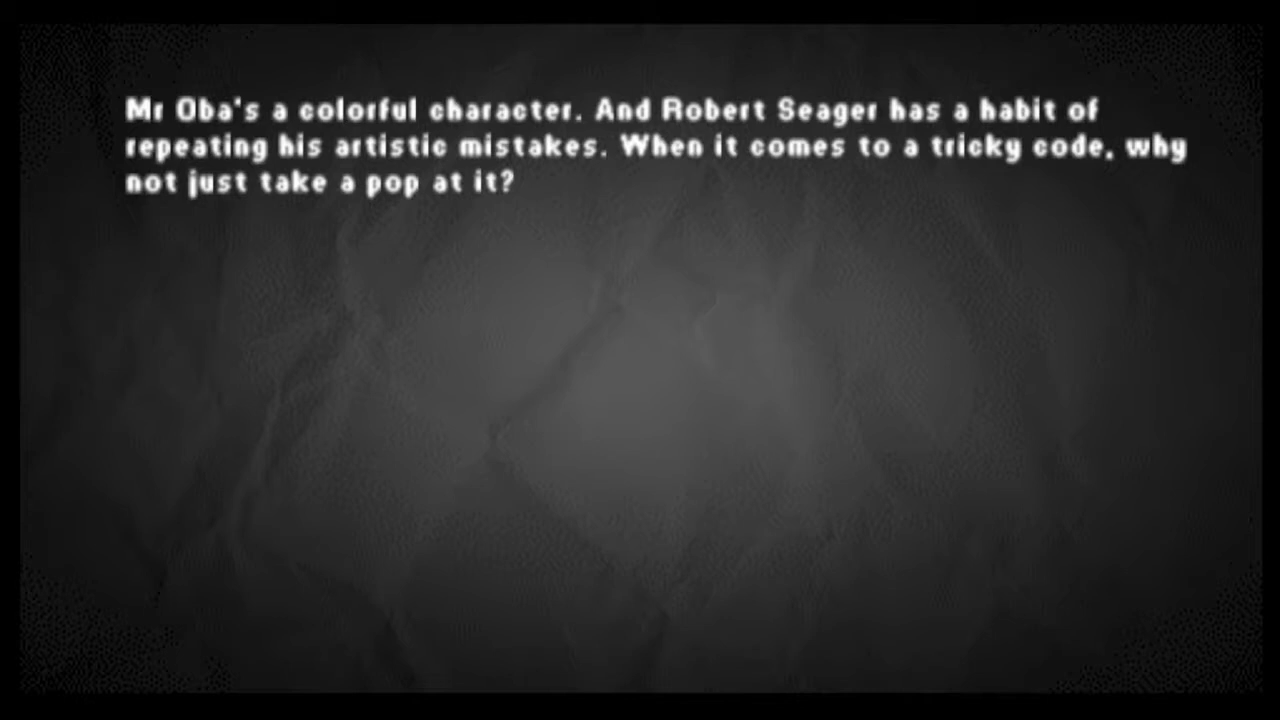 Mr Oba's a colorful character. And Robert Seager has a habit of
repeating his artistic mistakes. When it comes to a tricky code, why
not just take a pop at it?